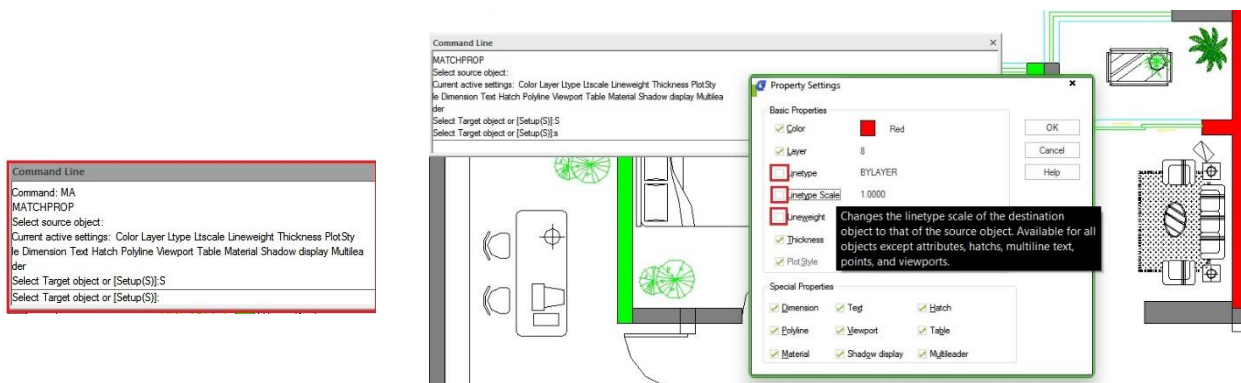 Command Line
Command: MA
MATCHPROP
Select source object:
Current active settings: Color Layer Ltype Ltscale Lineweight Thickness PlotSty
le Dimension Text Hatch Polyline Viewport Table Material Shadow display Multilea
der
Select Target object or [Setup(S)]:S
Select Target object or [Setup(S)]:
Command Line
MATCHPROP
Select source object:
Current active settings: Color Layer Ltype Ltscale Lineweight Thickness PlotSty
le Dimension Text Hatch Polyline Viewport Table Material Shadow display Multilea
der
Select Target object or [Setup(S)]:S
Select Target object or [Setup(S)]:s
Property Settings
Basic Properties
Color Red OK
Layer 8 Cancel
Linetype BYLAYER Help
Linetype Scale 1.0000
Lineweight
Changes the linetype scale of the destination
object to that of the source object. Available for all
objects except attributes, hatchs, multiline text,
points, and viewports.
Thickness
PlotStyle
Special Properties
Dimension Text Hatch
Polyline Viewport Table
Material Shadow display Multileader